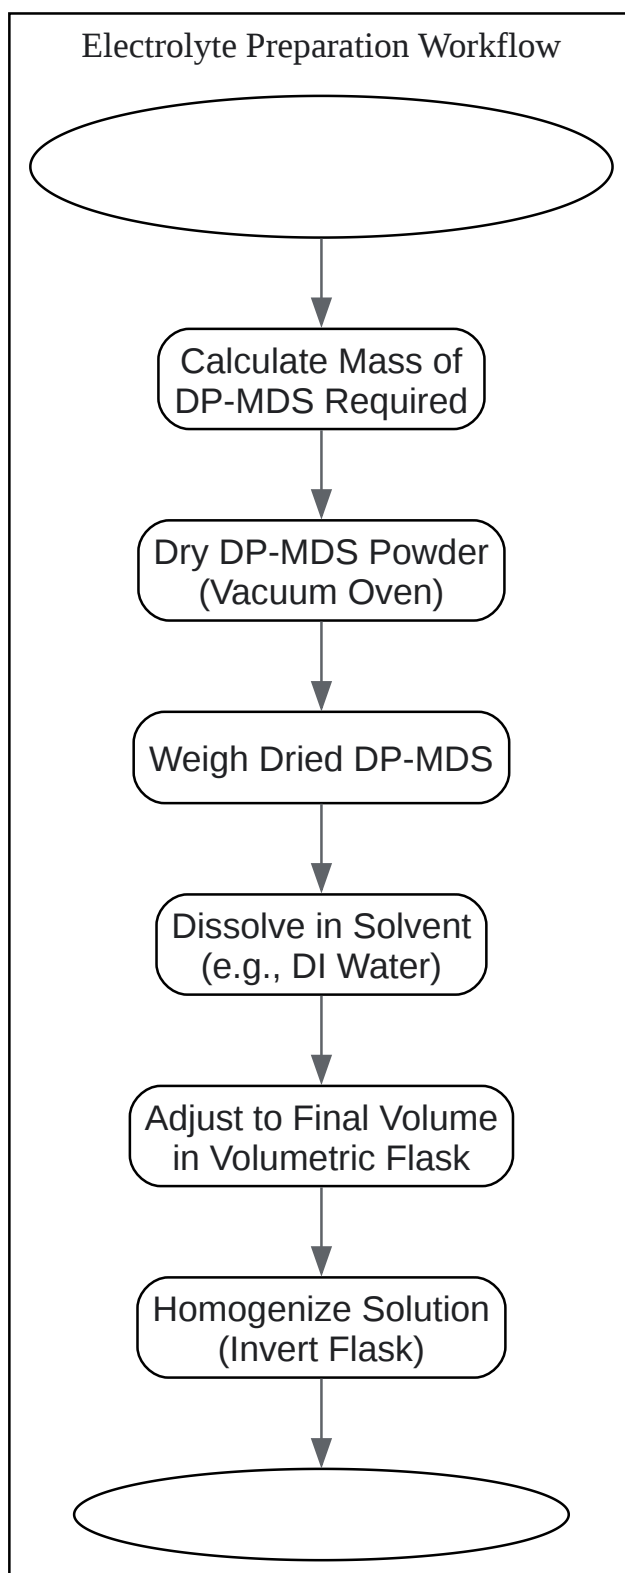 Electrolyte Preparation Workflow
Calculate Mass of
DP-MDS Required
Dry DP-MDS Powder
(Vacuum Oven)
Weigh Dried DP-MDS
Dissolve in Solvent
(e.g., DI Water)
Adjust to Final Volume
in Volumetric Flask
Homogenize Solution
(Invert Flask)